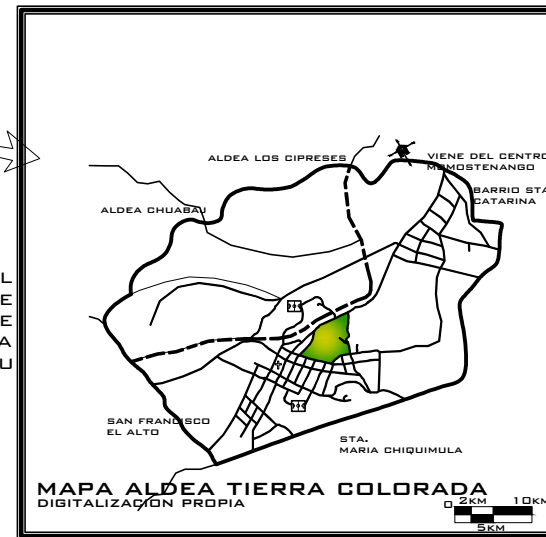 ALDEA LOS CIPRESES
VIENE DEL CENTRO
MOMOSTENANGO
BARRIO STA
CATARINA
ALDEA CHUABAJ
L
E
E
A
U
SAN FRANCISCO
EL ALTO
STA.
MARIA CHIQUIMULA
MAPA ALDEA TIERRA COLORADA
DIGITALIZACIÓN PROPIA
0 2KM 10KM
5KM